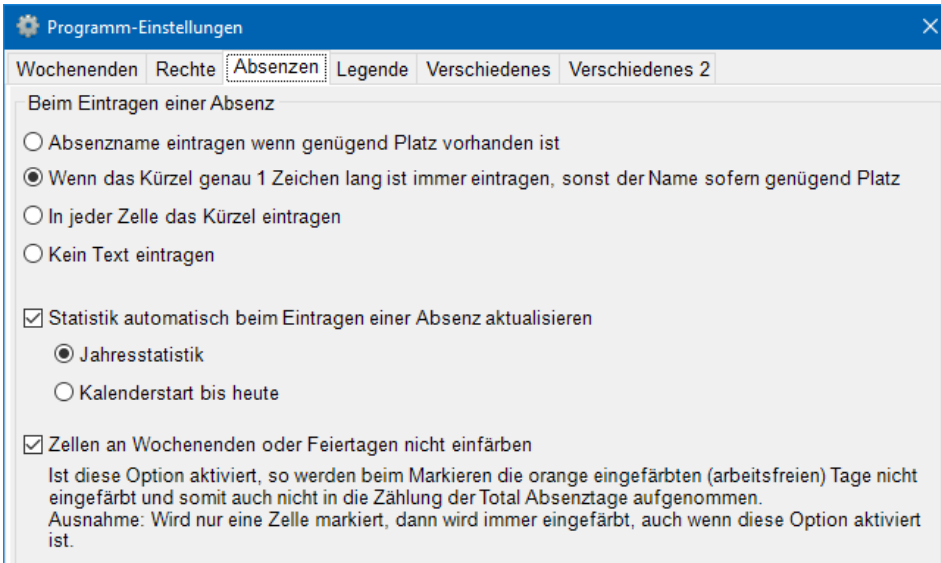 Programm-Einstellungen
Wochenenden Rechte Absenzen Legende Verschiedenes Verschiedenes 2
Beim Eintragen einer Absenz
Absenzname eintragen wenn genügend Platz vorhanden ist
Wenn das Kürzel genau 1 Zeichen lang ist immer eintragen, sonst der Name sofern genügend Platz
In jeder Zelle das Kürzel eintragen
Kein Text eintragen
Statistik automatisch beim Eintragen einer Absenz aktualisieren
Jahresstatistik
Kalenderstart bis heute
Zellen an Wochenenden oder Feiertagen nicht einfärben
Ist diese Option aktiviert, so werden beim Markieren die orange eingefärbten (arbeitsfreien) Tage nicht
eingefärbt und somit auch nicht in die Zählung der Total Absenztage aufgenommen.
Ausnahme: Wird nur eine Zelle markiert, dann wird immer eingefärbt, auch wenn diese Option aktiviert
ist.